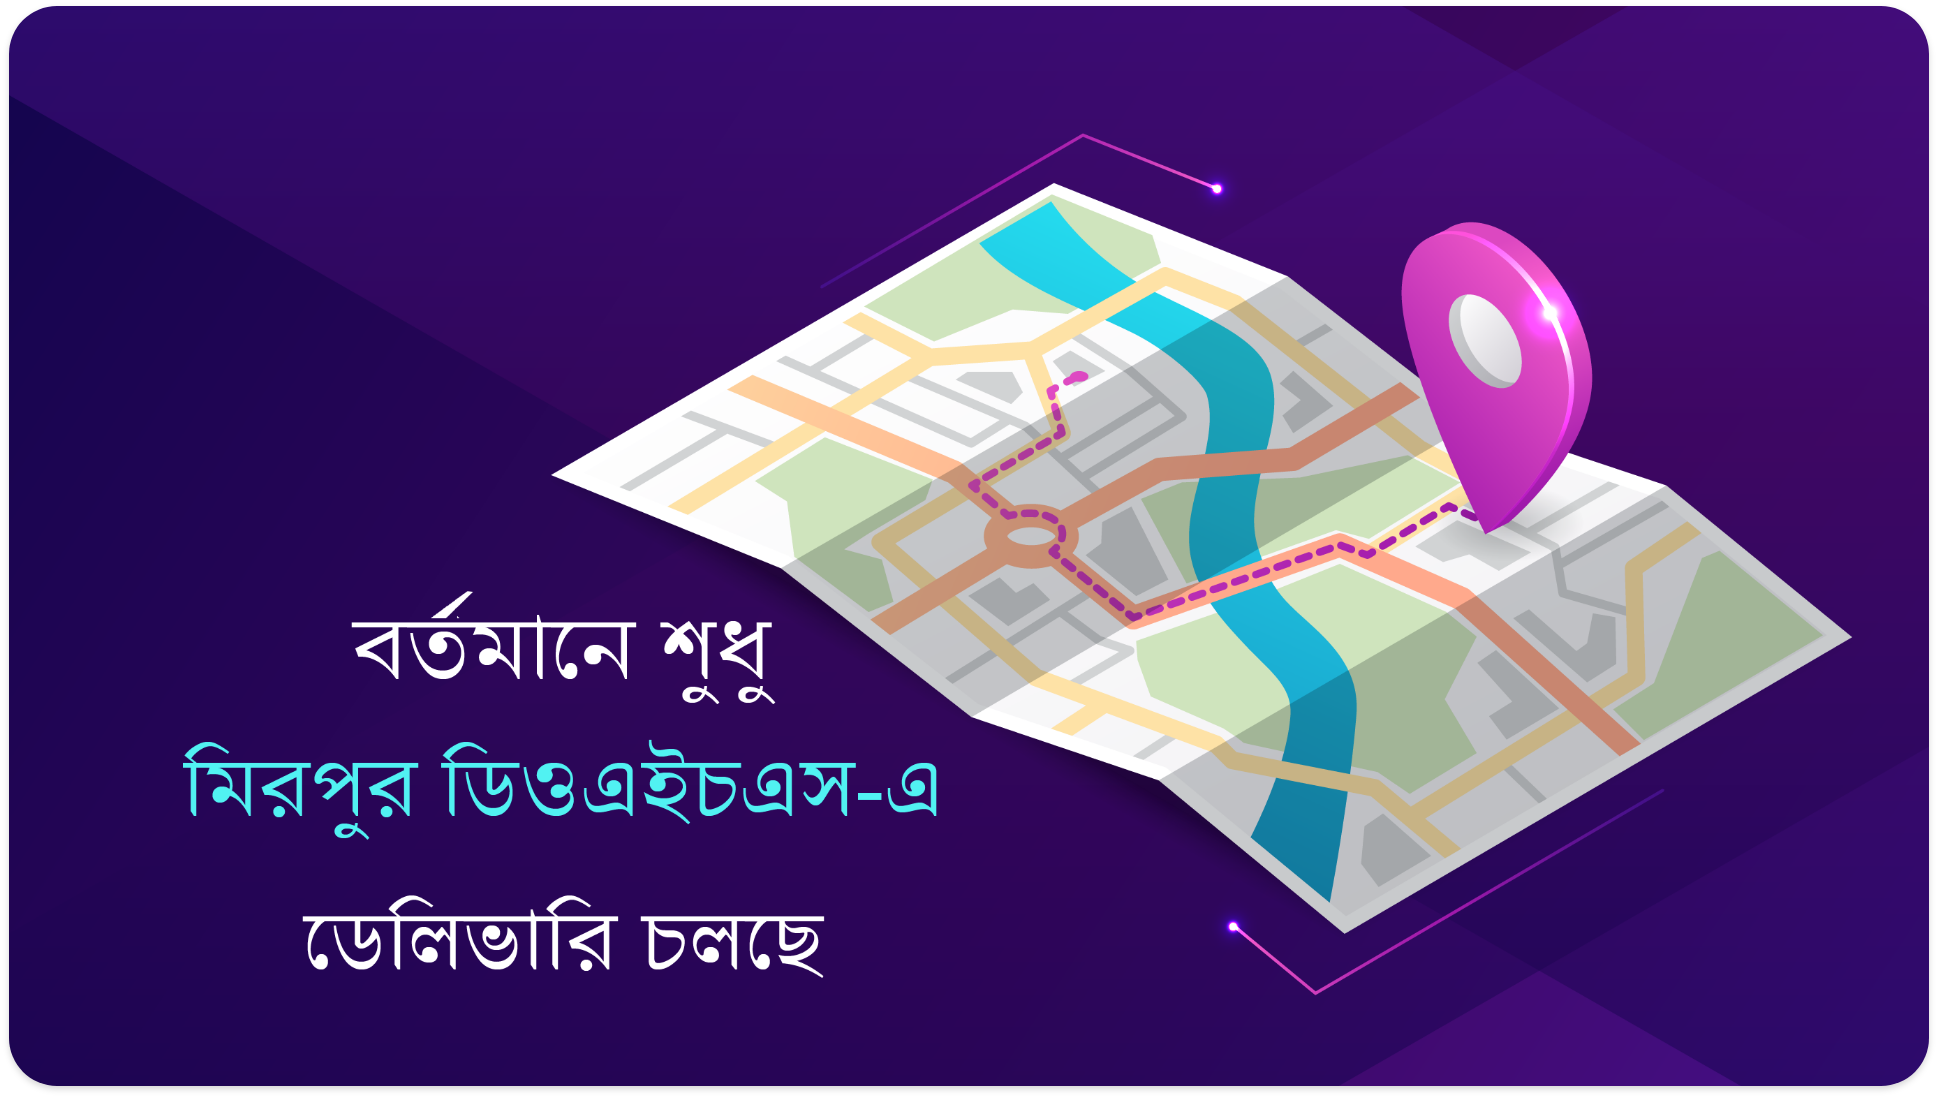 বর্তমানে শুধু
মিরপুর ডিওএইচএস-এ
ডেলিভারি চলছে